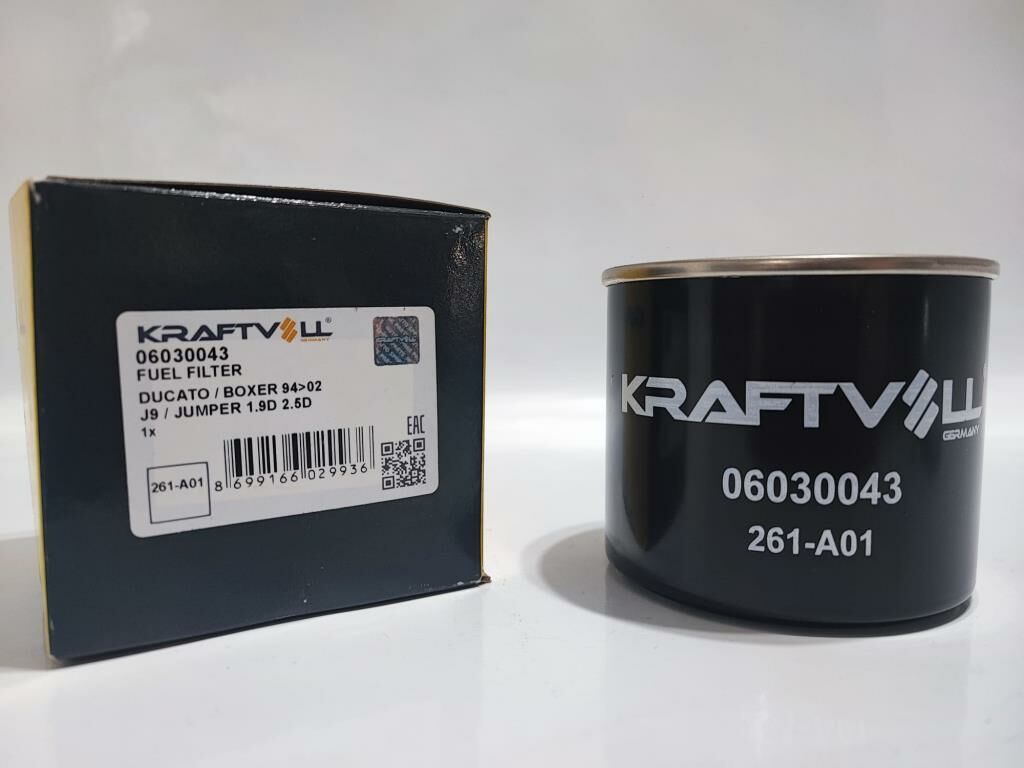 KRAFTVOLL®
GERMANY
06030043
FUEL FILTER
DUCATO / BOXER 94>02
J9 / JUMPER 1.9D 2.5D
1x
EAC
261-A01
8 699166 029936
KRAFTVOLL
GERMANY
06030043
261-A01